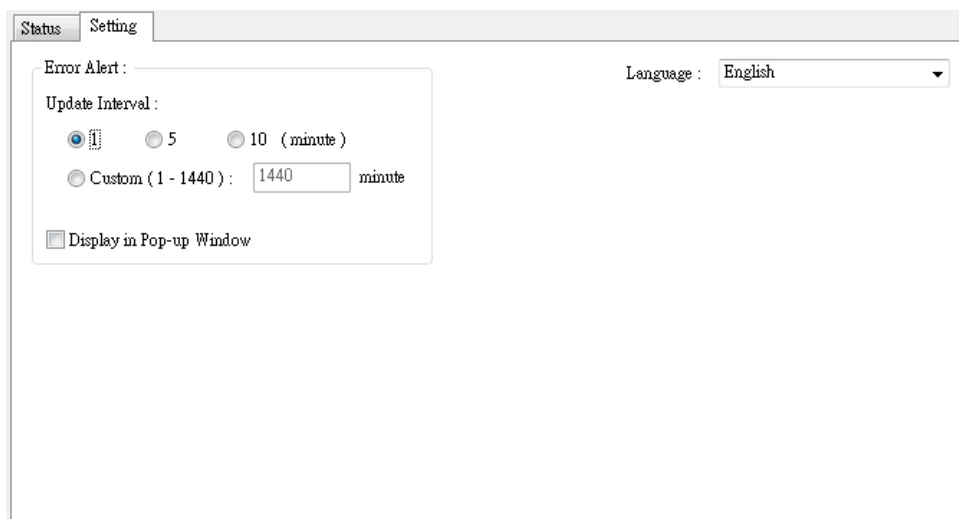 Status Setting
Error Alert : Language : English
Update Interval :
1 5 10 ( minute )
Custom ( 1 - 1440 ) : 1440 minute
Display in Pop-up Window